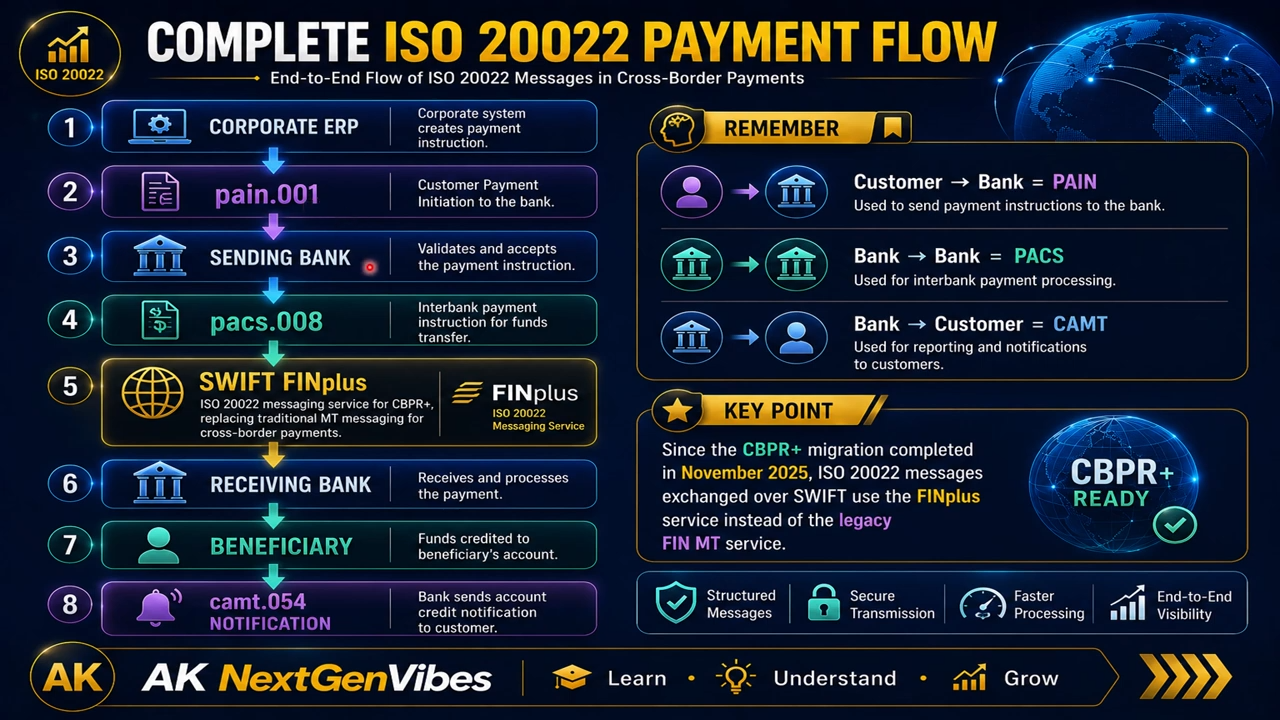 ISO 20022
COMPLETE ISO 20022 PAYMENT FLOW
End-to-End Flow of ISO 20022 Messages in Cross-Border Payments
1
CORPORATE ERP
Corporate system
creates payment
instruction.
2
pain.001
Customer Payment
Initiation to the bank.
3
SENDING BANK
Validates and accepts
the payment instruction.
4
pacs.008
Interbank payment
instruction for funds
transfer.
5
SWIFT FINplus
ISO 20022 messaging service for CBPR+,
replacing traditional MT messaging for
cross-border payments.
FINplus
ISO 20022
Messaging Service
6
RECEIVING BANK
Receives and processes
the payment.
7
BENEFICIARY
Funds credited to
beneficiary's account.
8
camt.054
NOTIFICATION
Bank sends account
credit notification
to customer.
REMEMBER
Customer → Bank = PAIN
Used to send payment instructions to the bank.
Bank → Bank = PACS
Used for interbank payment processing.
Bank → Customer = CAMT
Used for reporting and notifications
to customers.
KEY POINT
Since the CBPR+ migration completed
in November 2025, ISO 20022 messages
exchanged over SWIFT use the FINplus
service instead of the legacy
FIN MT service.
CBPR+
READY
Structured
Messages
Secure
Transmission
Faster
Processing
End-to-End
Visibility
AK
AK NextGenVibes
Learn • Understand • Grow